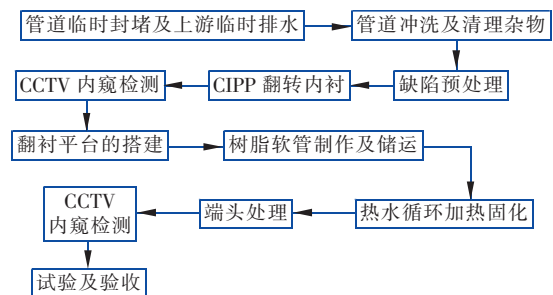 管道临时封堵及上游临时排水
管道冲洗及清理杂物
缺陷预处理
CIPP 翻转内衬
CCTV 内窥检测
翻衬平台的搭建
树脂软管制作及储运
热水循环加热固化
端头处理
CCTV
内窥检测
试验及验收